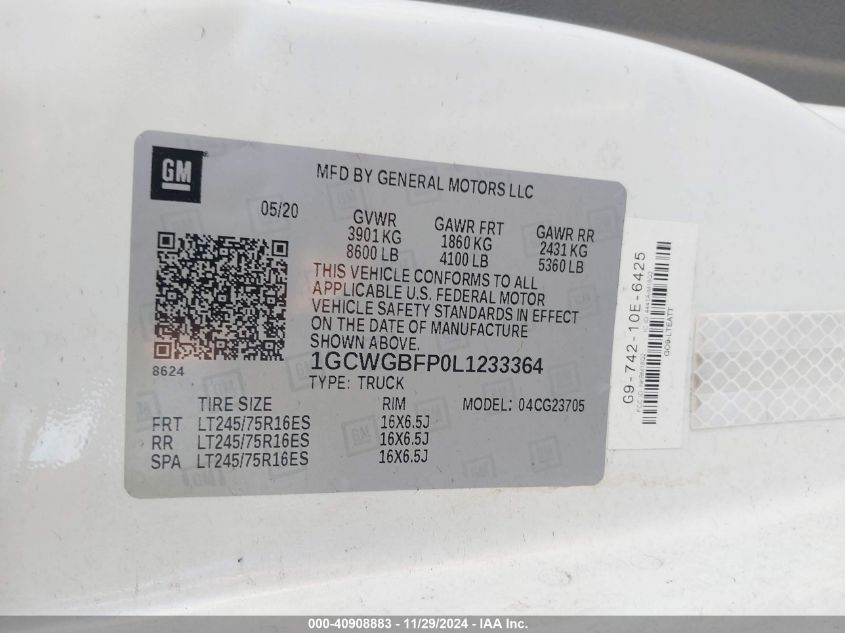 GM
MFD BY GENERAL MOTORS LLC
05/20
GVWR GAWR FRT GAWR RR
3901 KG 1860 KG 2431 KG
8600 LB 4100 LB 5360 LB
THIS VEHICLE CONFORMS TO ALL
APPLICABLE U.S. FEDERAL MOTOR
VEHICLE SAFETY STANDARDS IN EFFECT
ON THE DATE OF MANUFACTURE
SHOWN ABOVE.
8624
1GCWGBFP0L1233364
TYPE: TRUCK
TIRE SIZE RIM MODEL: 04CG23705
FRT LT245/75R16ES 16X6.5J
RR LT245/75R16ES 16X6.5J
SPA LT245/75R16ES 16X6.5J
G9-742-10E-6425
GO9-LTEATT
000-40908883 - 11/29/2024 - IAA Inc.